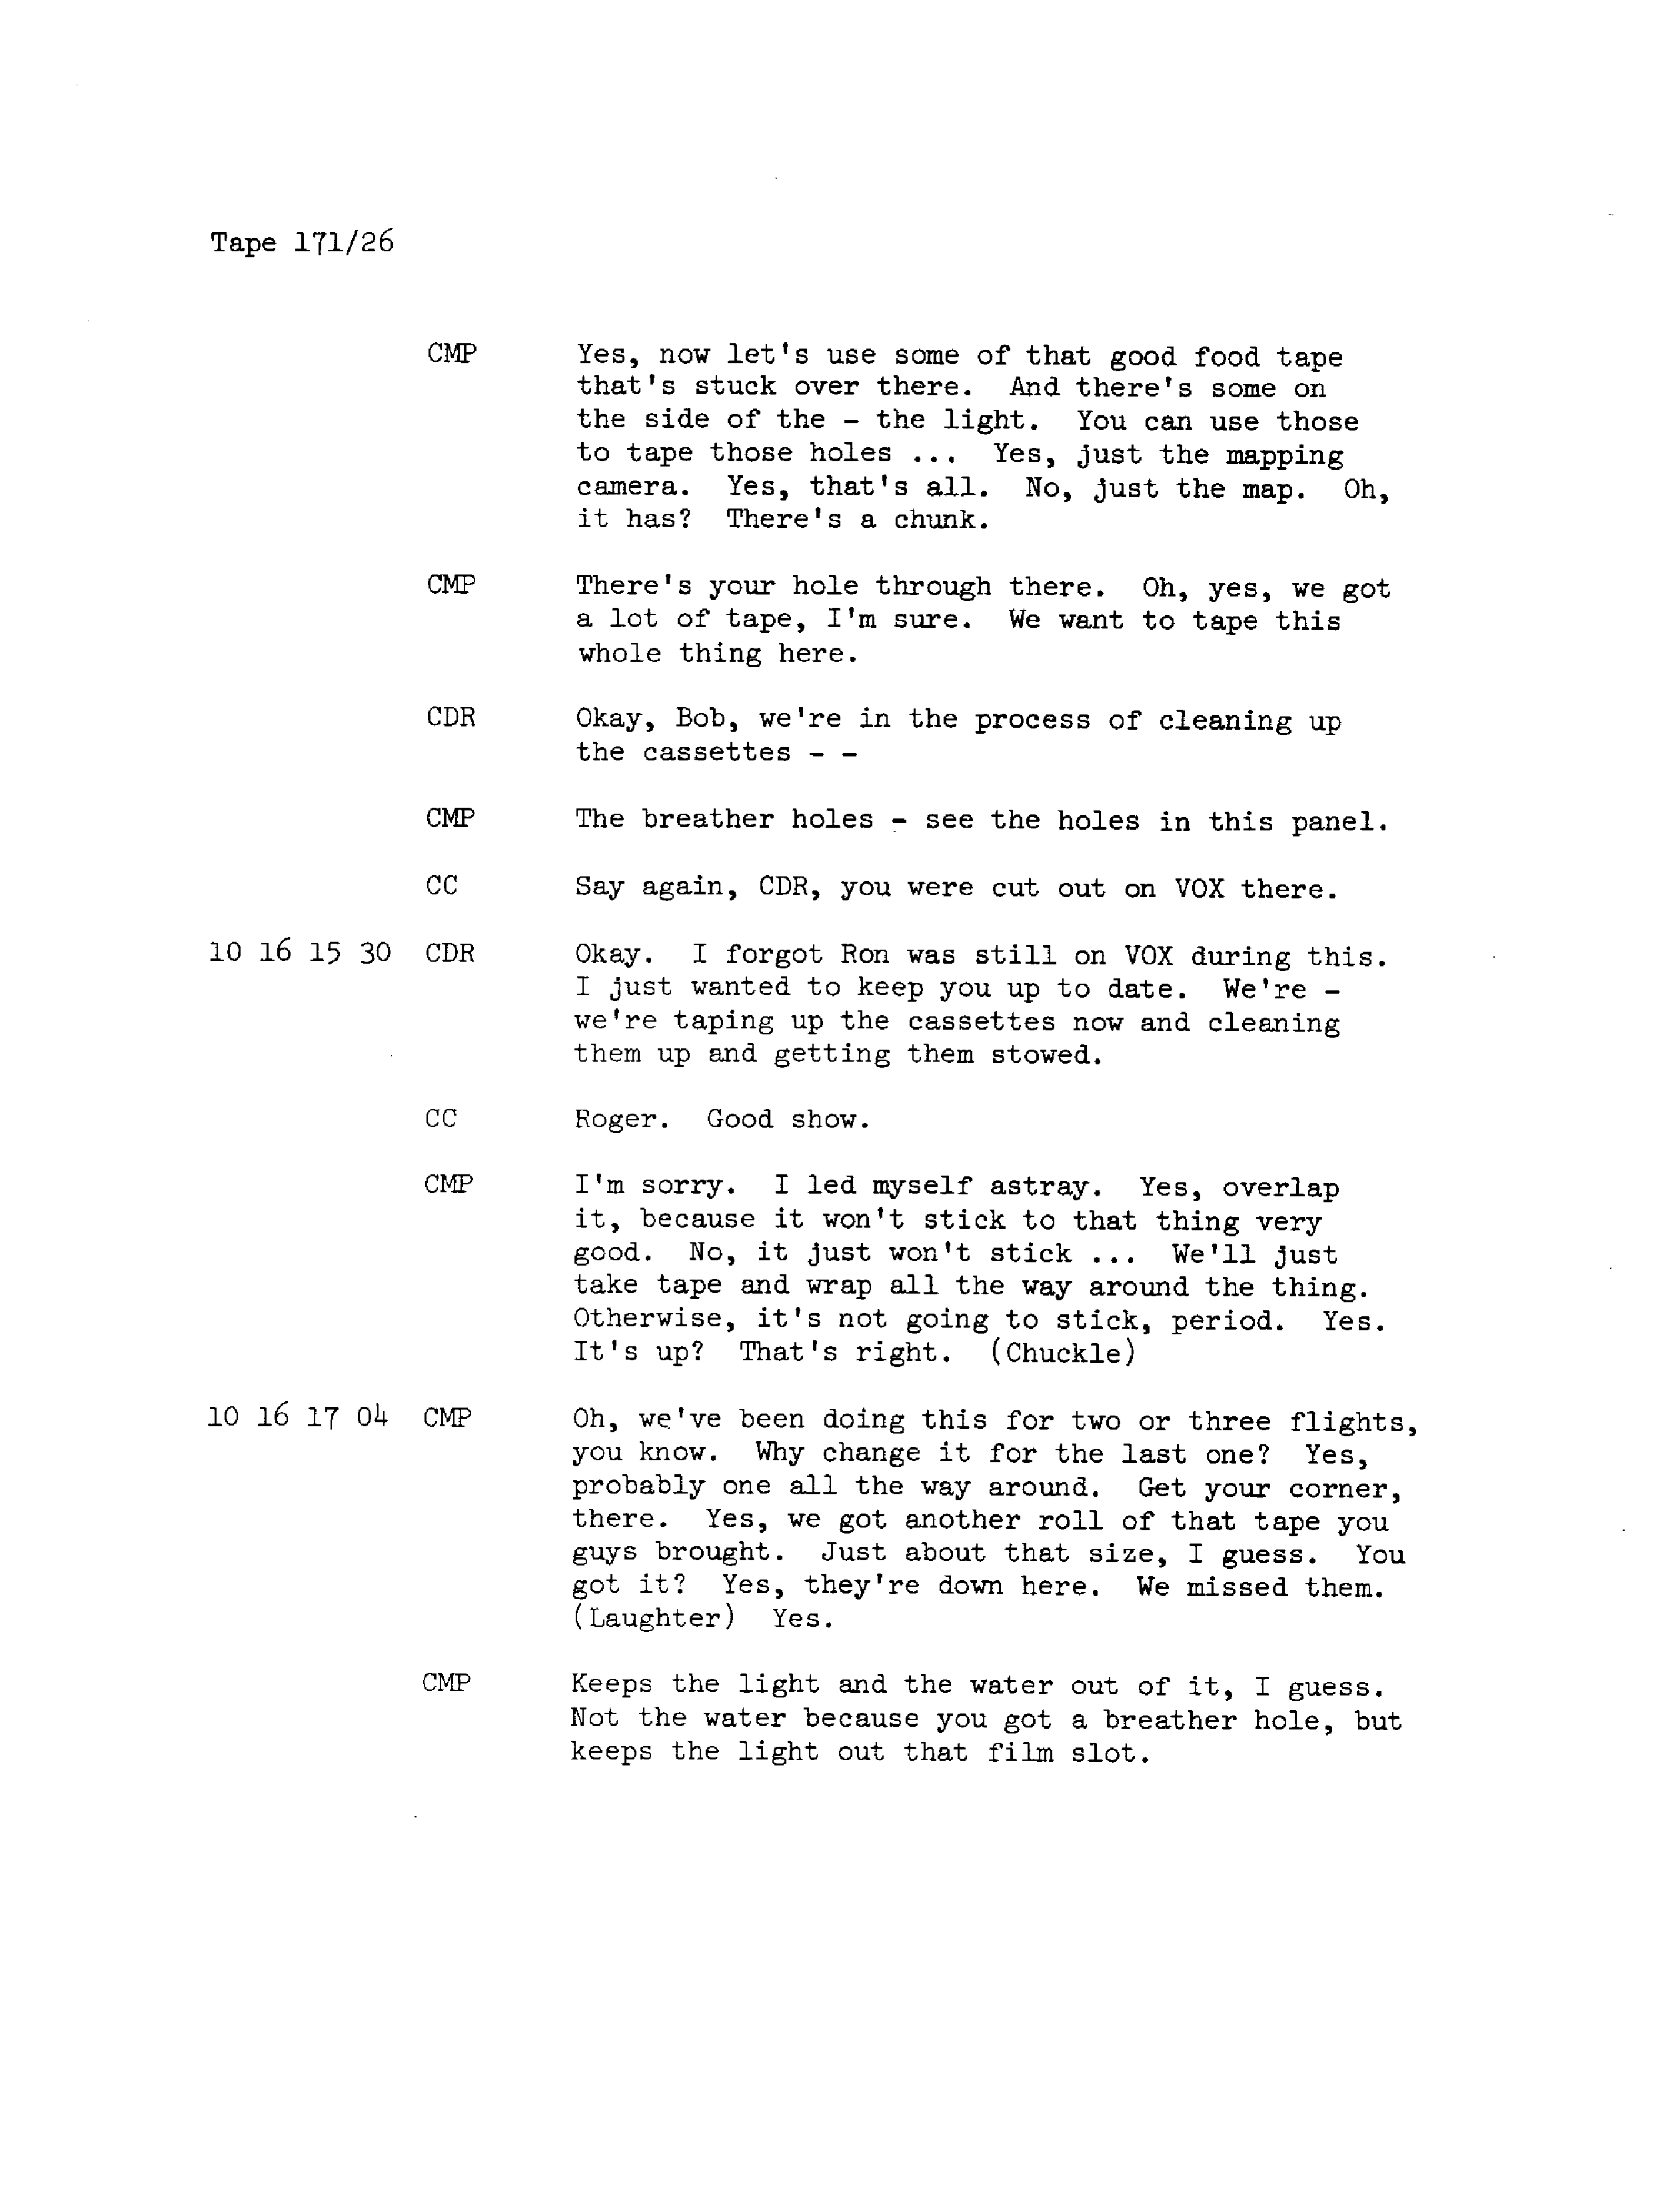 Tape 171/26
CMP Yes, now let's use some of that good food tape
that's stuck over there. And there's some on
the side of the - the light. You can use those
to tape those holes ... Yes, just the mapping
camera. Yes, that's all. No, just the map. Oh,
it has? There's a chunk.
CMP There's your hole through there. Oh, yes, we got
a lot of tape, I'm sure. We want to tape this
whole thing here.
CDR Okay, Bob, we're in the process of cleaning up
the cassettes - -
CMP The breather holes - see the holes in this panel.
CC Say again, CDR, you were cut out on VOX there.
10 16 15 30 CDR Okay. I forgot Ron was still on VOX during this.
I just wanted to keep you up to date. We're -
we're taping up the cassettes now and cleaning
them up and getting them stowed.
CC Roger. Good show.
CMP I'm sorry. I led myself astray. Yes, overlap
it, because it won't stick to that thing very
good. No, it just won't stick ... We'll just
take tape and wrap all the way around the thing.
Otherwise, it's not going to stick, period. Yes.
It's up? That's right. (Chuckle)
10 16 17 04 CMP Oh, we've been doing this for two or three flights,
you know. Why change it for the last one? Yes,
probably one all the way around. Get your corner,
there. Yes, we got another roll of that tape you
guys brought. Just about that size, I guess. You
got it? Yes, they're down here. We missed them.
(Laughter) Yes.
CMP Keeps the light and the water out of it, I guess.
Not the water because you got a breather hole, but
keeps the light out that film slot.